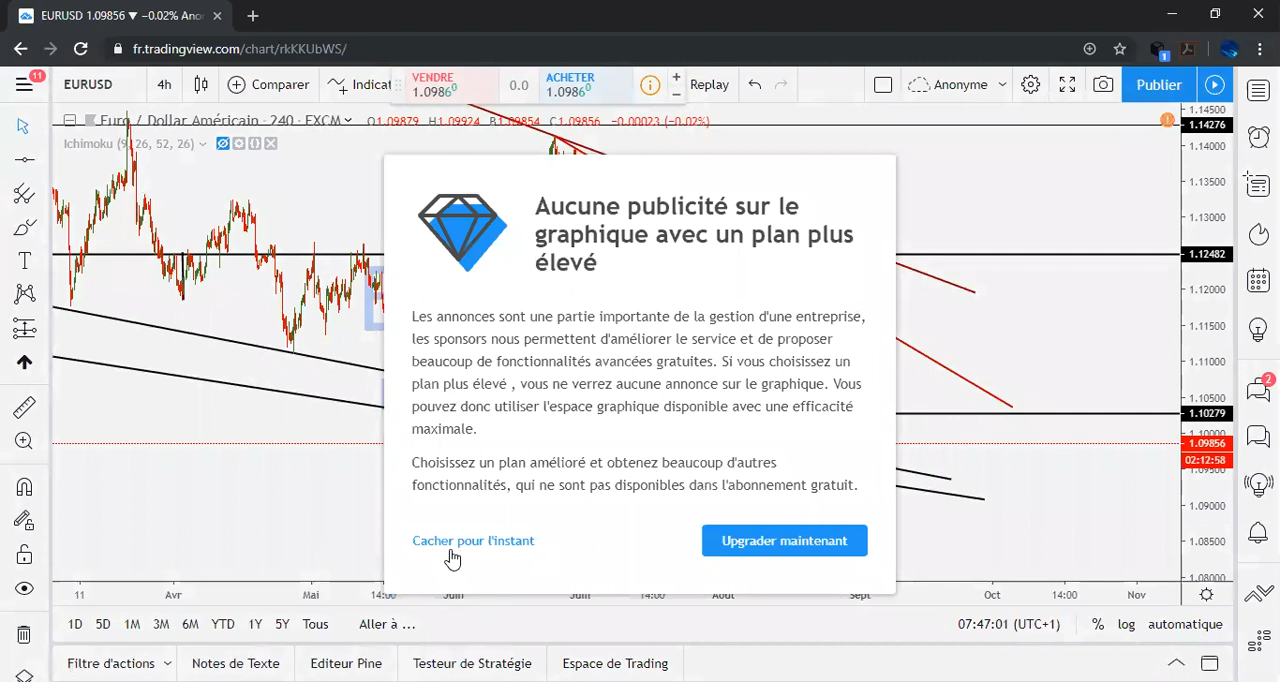 EURUSD 1.09856 ▼ −0.02% Ano
fr.tradingview.com/chart/rkKKUbWS/
1
11
EURUSD
4h
Comparer
Indicat
VENDRE
1.09860
0.0
ACHETER
1.09860
Replay
Anonyme
Publier
Euro / Dollar Américain · 240 · FXCM
O1.09879 H1.09924 B1.09854 C1.09856 −0.00023 (−0.02%)
Ichimoku (9, 26, 52, 26)
1.14500
1.14276
1.14000
1.13500
1.13000
1.12482
1.12000
1.11500
1.11000
1.10500
1.10279
1.10000
1.09856
02:12:58
1.09500
1.09000
1.08500
1.08000
2
Aucune publicité sur le
graphique avec un plan plus
élevé
Les annonces sont une partie importante de la gestion d'une entreprise,
les sponsors nous permettent d'améliorer le service et de proposer
beaucoup de fonctionnalités avancées gratuites. Si vous choisissez un
plan plus élevé , vous ne verrez aucune annonce sur le graphique. Vous
pouvez donc utiliser l'espace graphique disponible avec une efficacité
maximale.
Choisissez un plan amélioré et obtenez beaucoup d'autres
fonctionnalités, qui ne sont pas disponibles dans l'abonnement gratuit.
Cacher pour l'instant
Upgrader maintenant
11 Avr Mai 14:00 Juin Juil 14:00 Août Sept Oct 14:00 Nov
1D 5D 1M 3M 6M YTD 1Y 5Y Tous Aller à ...
07:47:01 (UTC+1) % log automatique
Filtre d'actions Notes de Texte Editeur Pine Testeur de Stratégie Espace de Trading